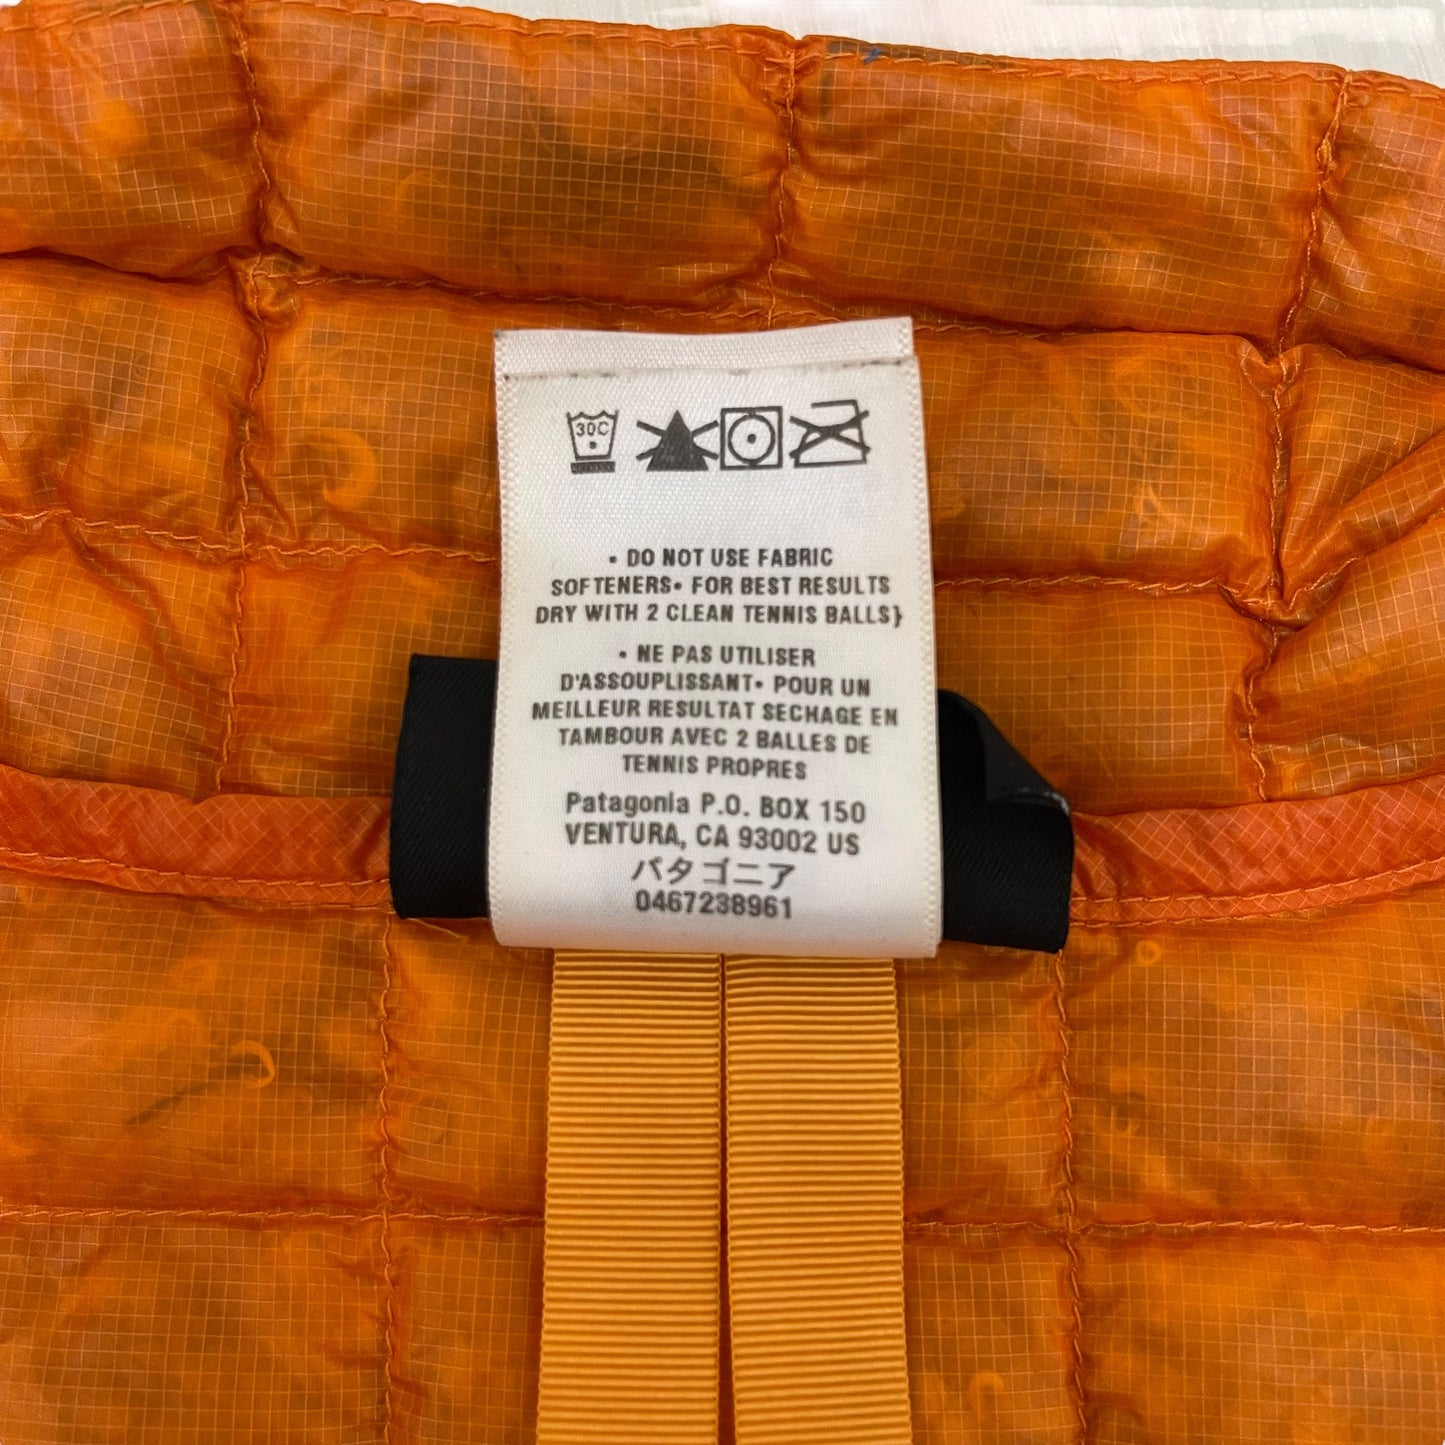 30C
• DO NOT USE FABRIC
SOFTENERS• FOR BEST RESULTS
DRY WITH 2 CLEAN TENNIS BALLS}
• NE PAS UTILISER
D'ASSOUPLISSANT• POUR UN
MEILLEUR RESULTAT SECHAGE EN
TAMBOUR AVEC 2 BALLES DE
TENNIS PROPRES
Patagonia P.O. BOX 150
VENTURA, CA 93002 US
パタゴニア
0467238961